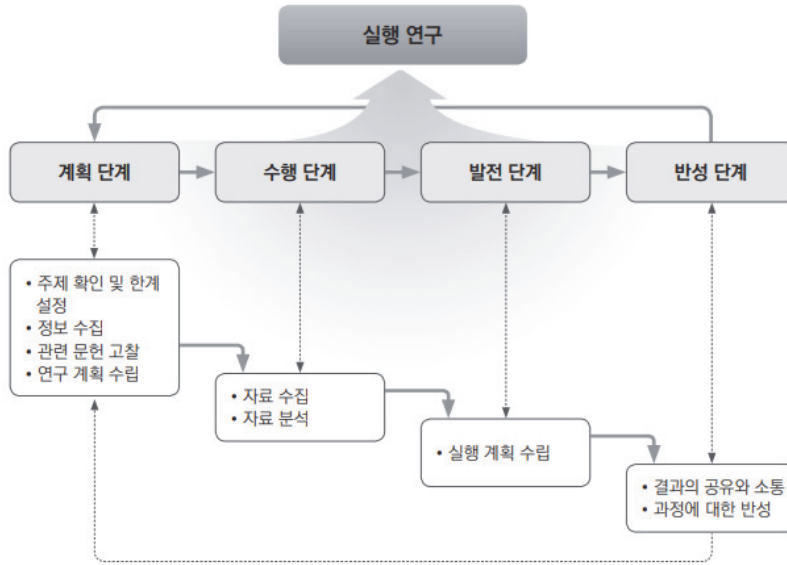 실행 연구
계획 단계
수행 단계
발전 단계
반성 단계
• 주제 확인 및 한계
설정
• 정보 수집
• 관련 문헌 고찰
• 연구 계획 수립
• 자료 수집
• 자료 분석
• 실행 계획 수립
• 결과의 공유와 소통
• 과정에 대한 반성